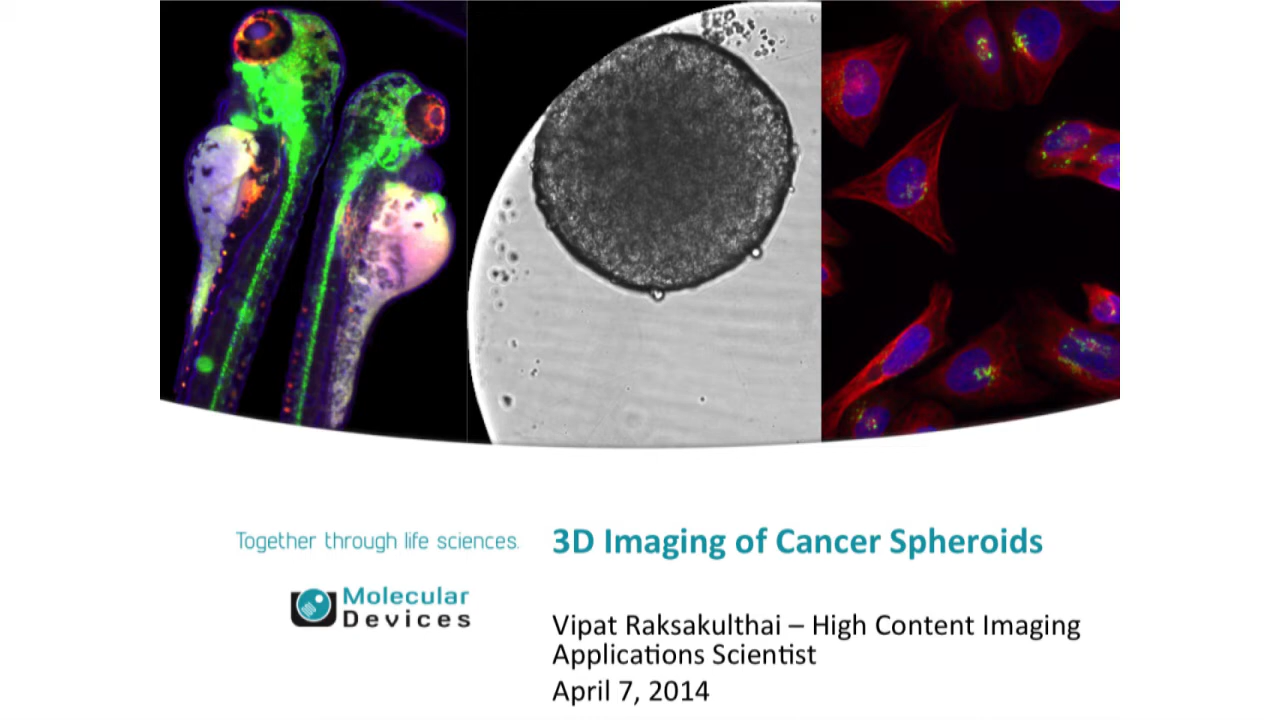 Together through life sciences.
Molecular
Devices
3D Imaging of Cancer Spheroids
Vipat Raksakulthai – High Content Imaging
Applications Scientist
April 7, 2014